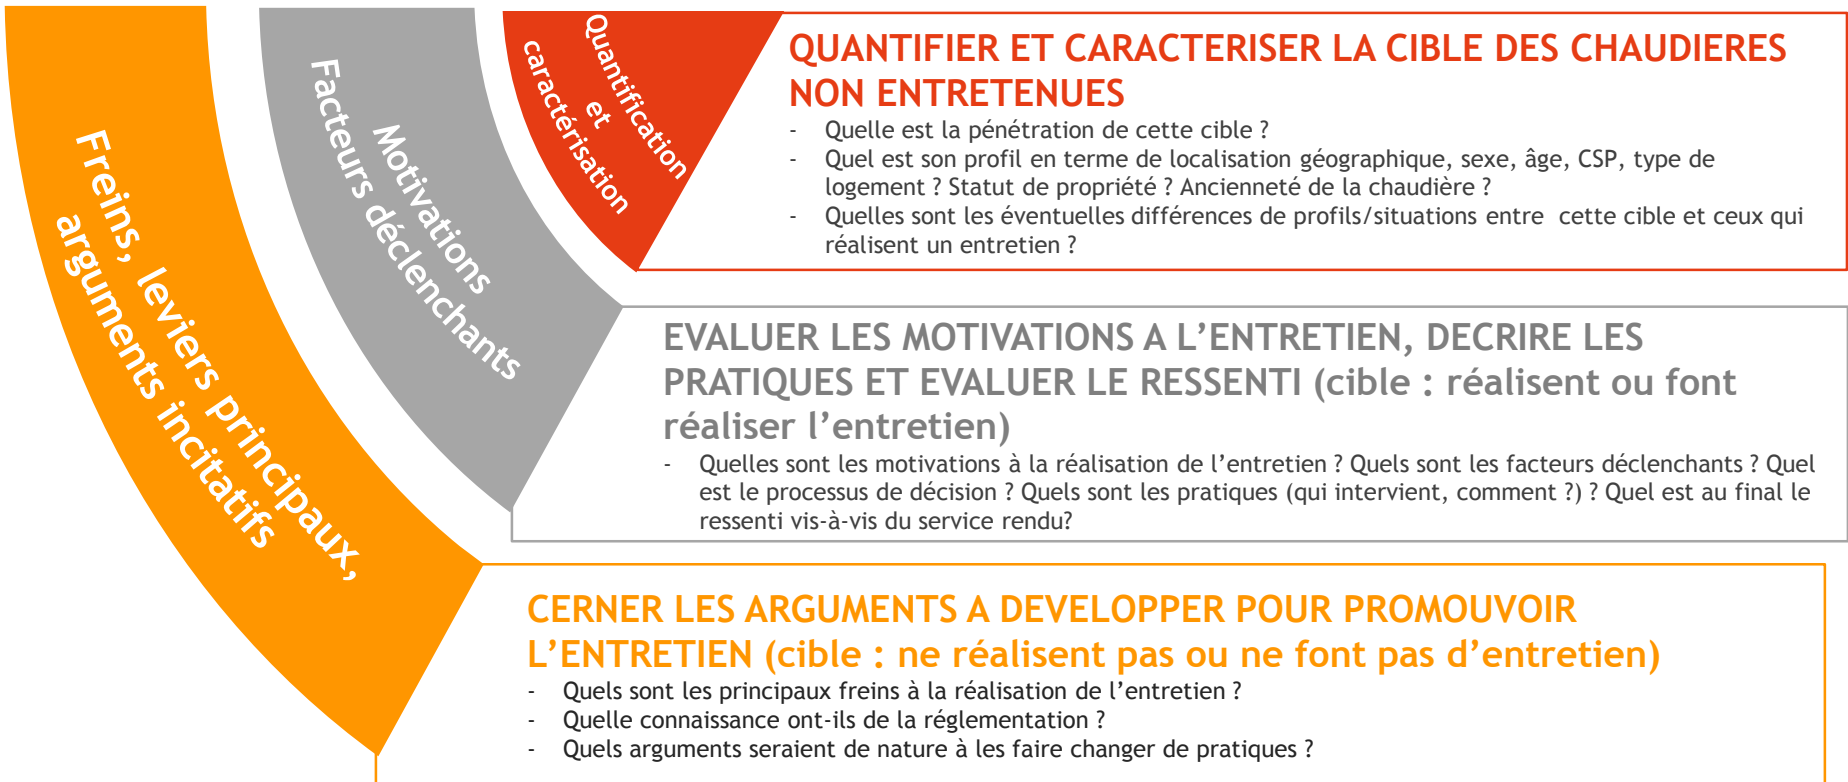 Quantification
et
caractérisation
QUANTIFIER ET CARACTERISER LA CIBLE DES CHAUDIERES
NON ENTRETENUES
- Quelle est la pénétration de cette cible ?
- Quel est son profil en terme de localisation géographique, sexe, âge, CSP, type de
logement ? Statut de propriété ? Ancienneté de la chaudière ?
- Quelles sont les éventuelles différences de profils/situations entre cette cible et ceux qui
réalisent un entretien ?
Motivations
Facteurs déclenchants
EVALUER LES MOTIVATIONS A L’ENTRETIEN, DECRIRE LES
PRATIQUES ET EVALUER LE RESSENTI (cible : réalisent ou font
réaliser l’entretien)
- Quelles sont les motivations à la réalisation de l’entretien ? Quels sont les facteurs déclenchants ? Quel
est le processus de décision ? Quels sont les pratiques (qui intervient, comment ?) ? Quel est au final le
ressenti vis-à-vis du service rendu?
Freins, leviers principaux,
arguments incitatifs
CERNER LES ARGUMENTS A DEVELOPPER POUR PROMOUVOIR
L’ENTRETIEN (cible : ne réalisent pas ou ne font pas d’entretien)
- Quels sont les principaux freins à la réalisation de l’entretien ?
- Quelle connaissance ont-ils de la réglementation ?
- Quels arguments seraient de nature à les faire changer de pratiques ?